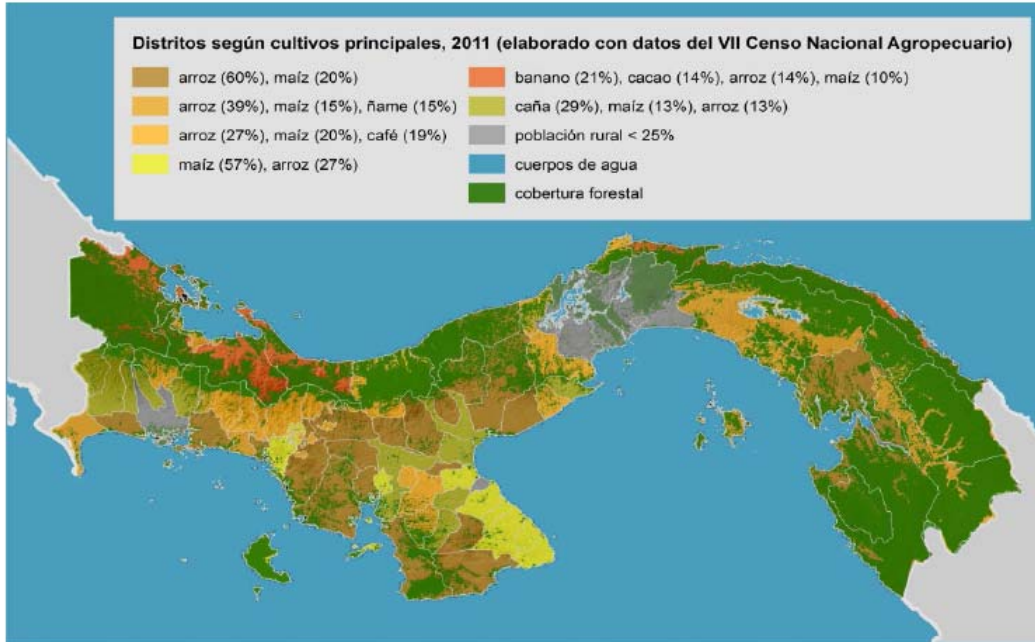 Distritos según cultivos principales, 2011 (elaborado con datos del VII Censo Nacional Agropecuario)
arroz (60%), maíz (20%)
arroz (39%), maíz (15%), ñame (15%)
arroz (27%), maíz (20%), café (19%)
maíz (57%), arroz (27%)
banano (21%), cacao (14%), arroz (14%), maíz (10%)
caña (29%), maíz (13%), arroz (13%)
población rural < 25%
cuerpos de agua
cobertura forestal